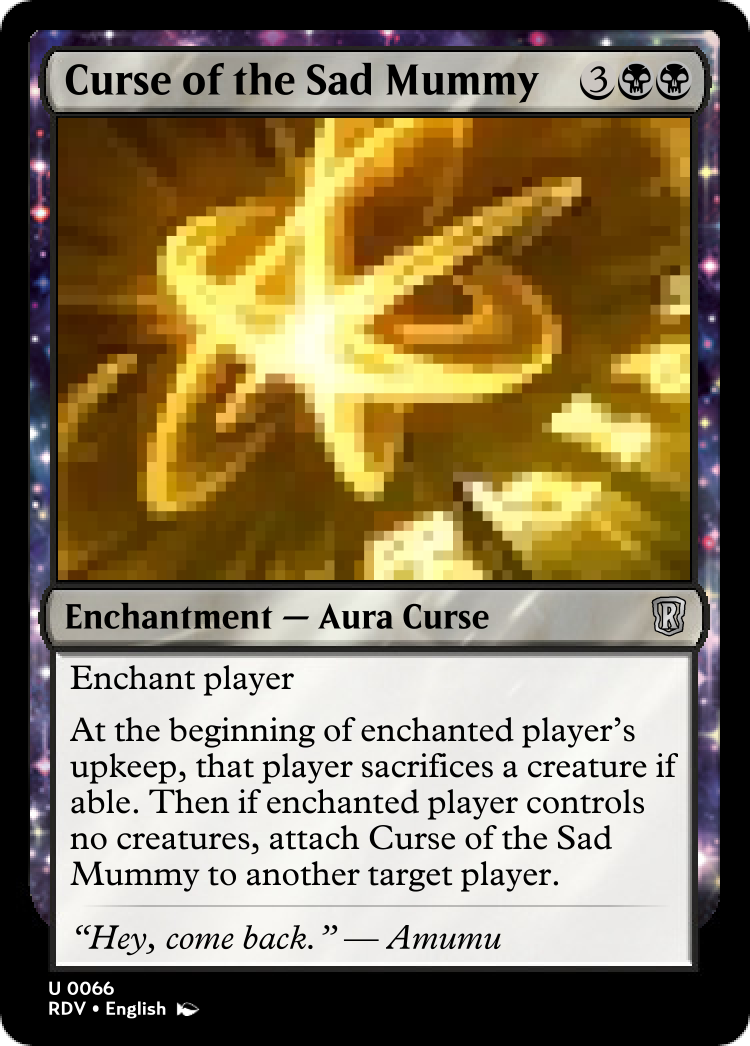 Curse of the Sad Mummy 3
Enchantment — Aura Curse R
Enchant player
At the beginning of enchanted player’s
upkeep, that player sacrifices a creature if
able. Then if enchanted player controls
no creatures, attach Curse of the Sad
Mummy to another target player.
“Hey, come back.” — Amumu
U 0066
RDV • English